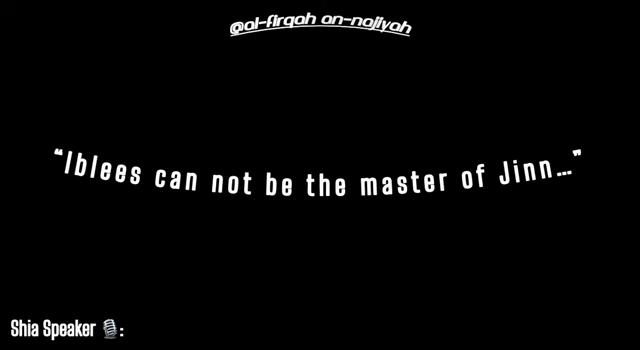 @al-firqah an-najiyah
“Iblees can not be the master of Jinn...”
Shia Speaker 🎙️: